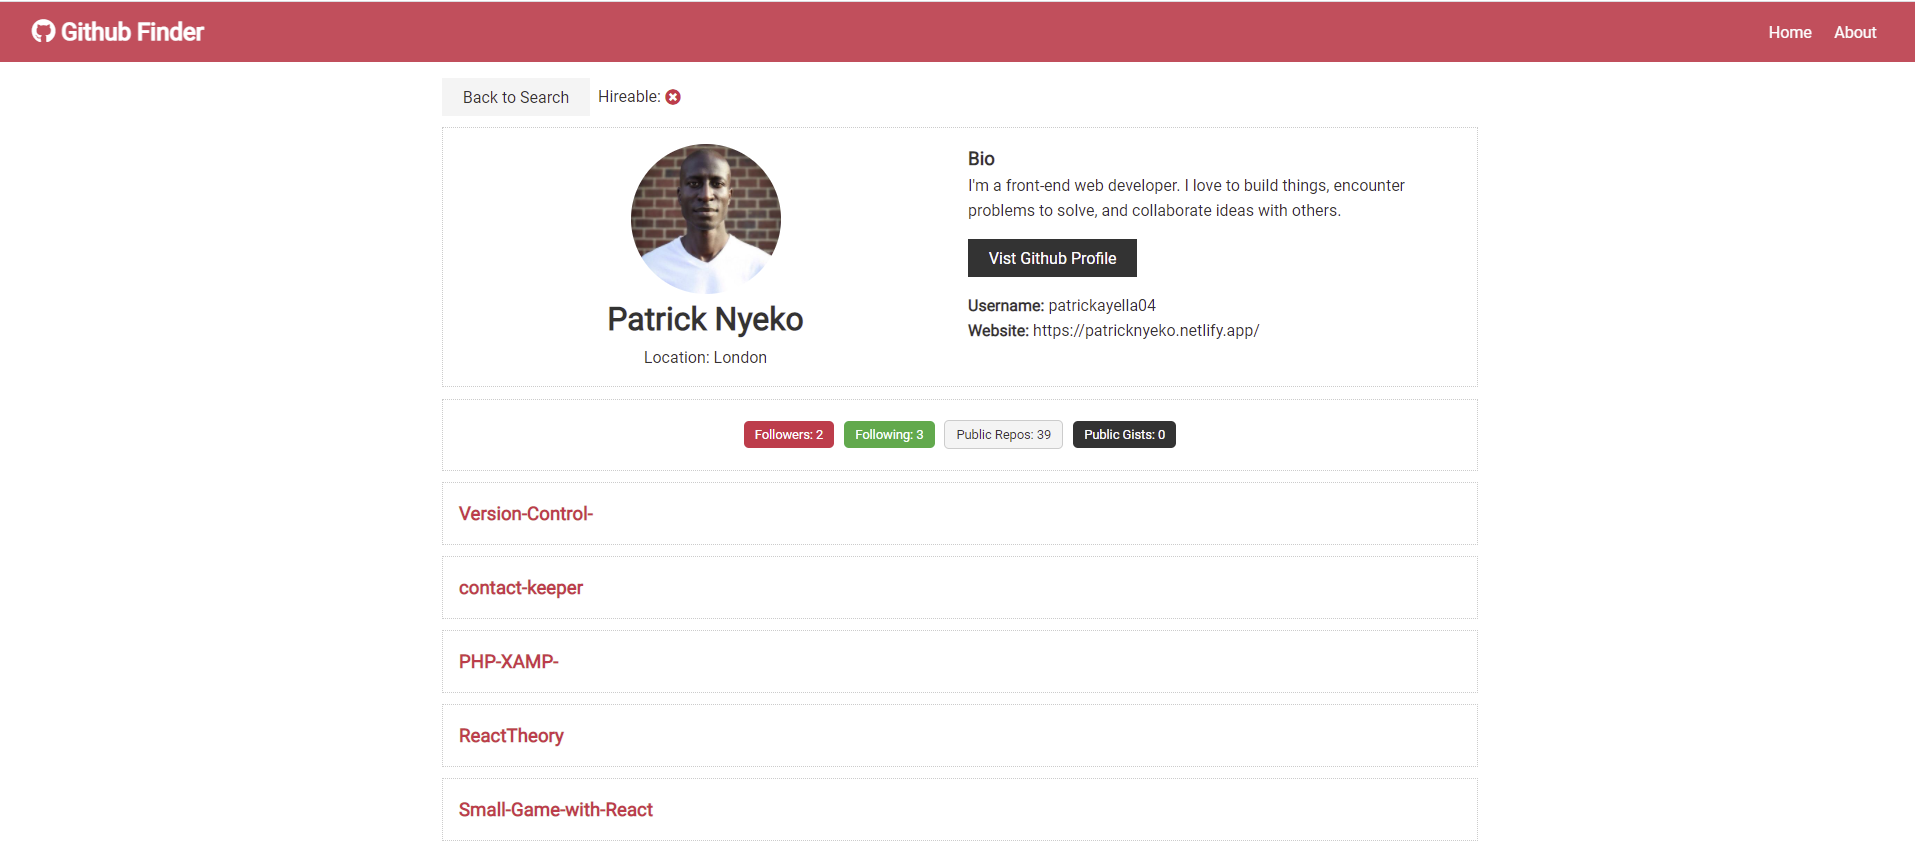 Github Finder
Home About
Back to Search Hireable:
Bio
I'm a front-end web developer. I love to build things, encounter
problems to solve, and collaborate ideas with others.
Vist Github Profile
Username: patrickayella04
Website: https://patricknyeko.netlify.app/
Patrick Nyeko
Location: London
Followers: 2 Following: 3 Public Repos: 39 Public Gists: 0
Version-Control-
contact-keeper
PHP-XAMP-
ReactTheory
Small-Game-with-React